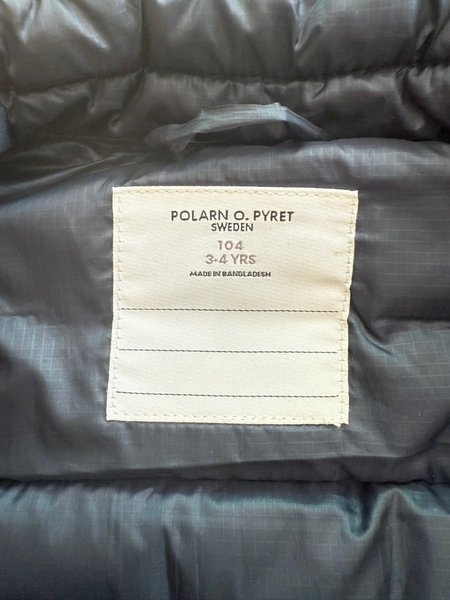 POLARN O. PYRET
SWEDEN
104
3-4 YRS
MADE IN BANGLADESH